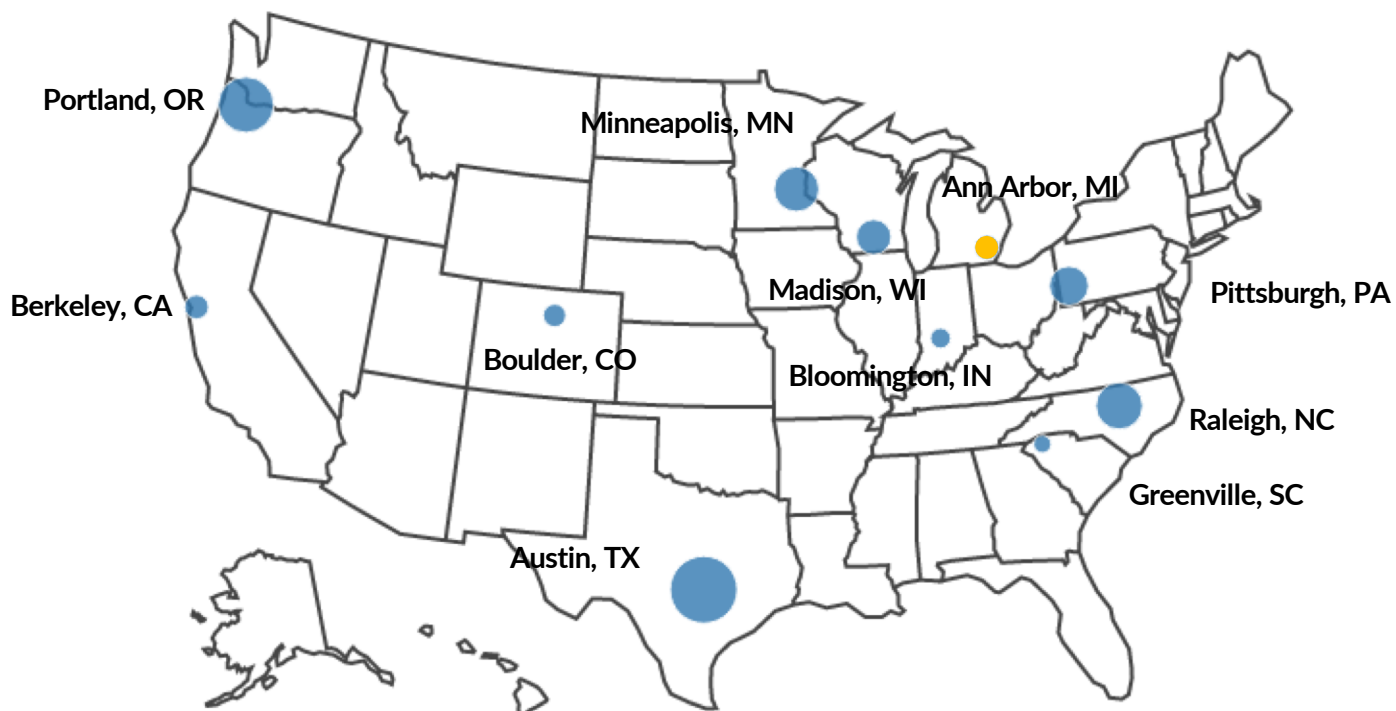 Portland, OR
Minneapolis, MN
Ann Arbor, MI
Madison, WI
Pittsburgh, PA
Berkeley, CA
Boulder, CO
Bloomington, IN
Raleigh, NC
Greenville, SC
Austin, TX